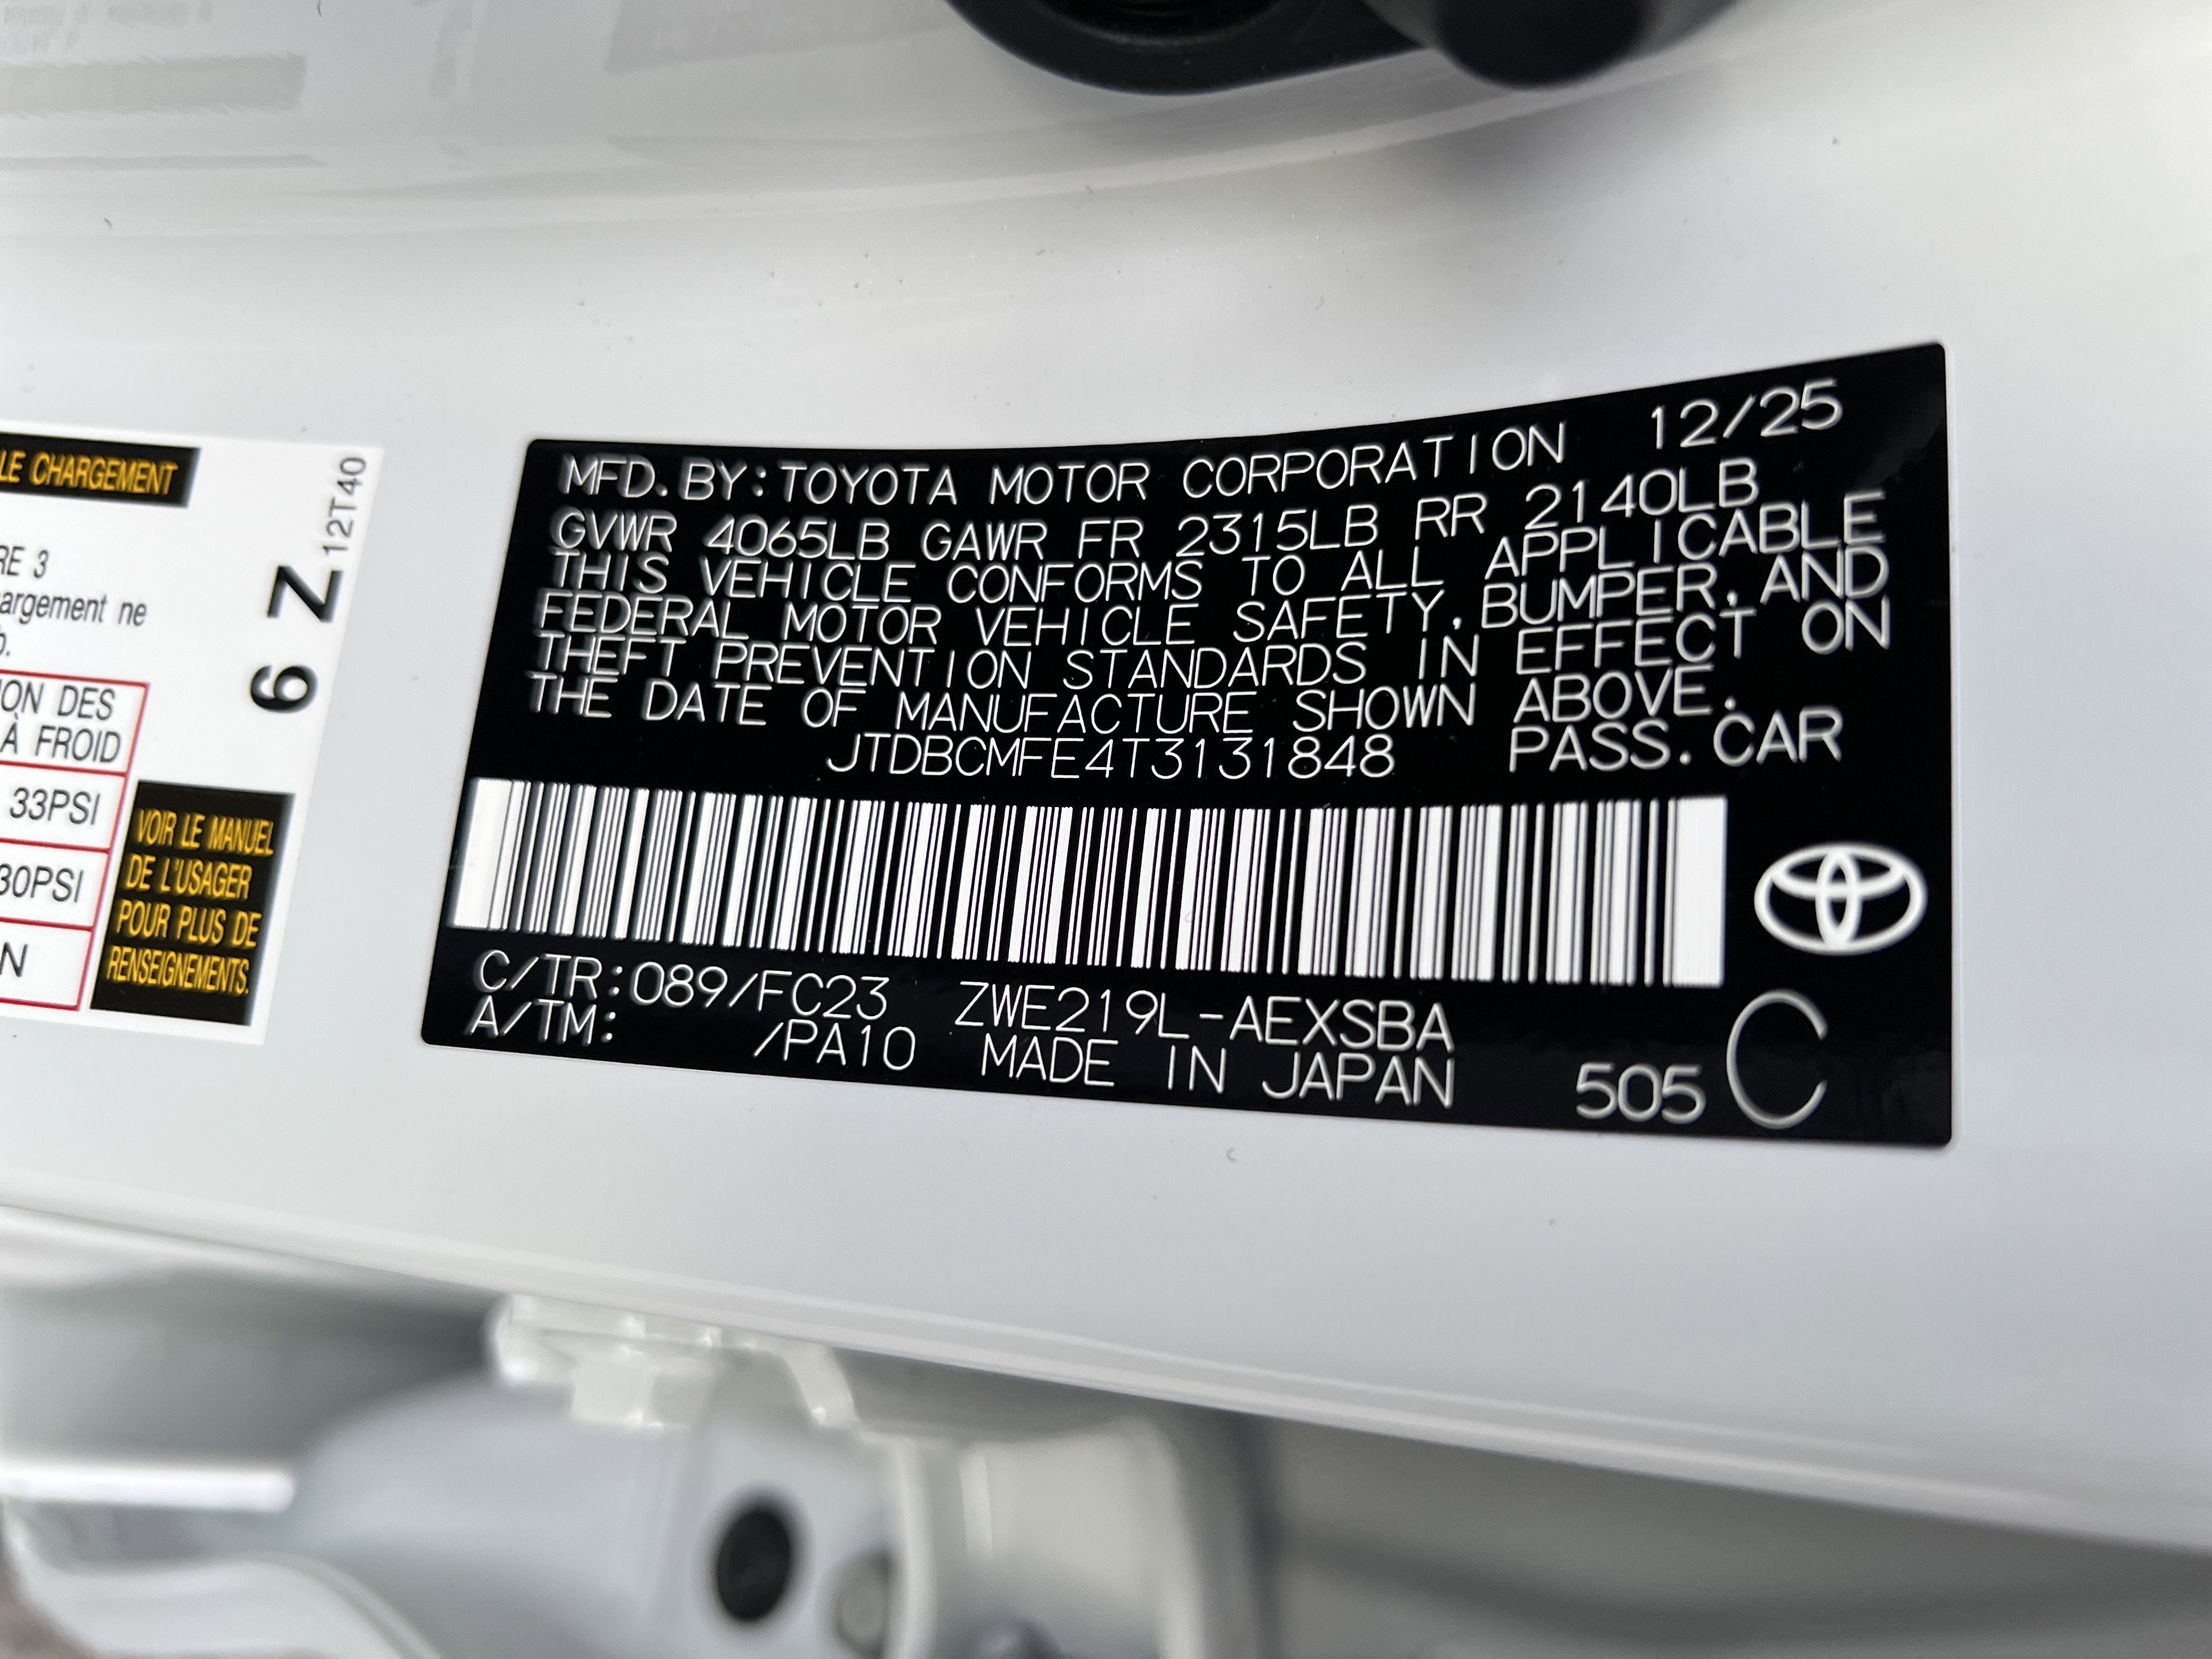 LE CHARGEMENT
12T40
RE 3
argement ne
6 Z
ION DES
À FROID
33PSI
30PSI
N
VOIR LE MANUEL
DE L'USAGER
POUR PLUS DE
RENSEIGNEMENTS.
MFD.BY:TOYOTA MOTOR CORPORATION 12/25
GVWR 4065LB GAWR FR 2315LB RR 2140LB
THIS VEHICLE CONFORMS TO ALL APPLICABLE
FEDERAL MOTOR VEHICLE SAFETY,BUMPER,AND
THEFT PREVENTION STANDARDS IN EFFECT ON
THE DATE OF MANUFACTURE SHOWN ABOVE.
JTDBCMFE4T3131848 PASS.CAR
C/TR:089/FC23 ZWE219L-AEXSBA
A/TM: /PA10 MADE IN JAPAN 505 C